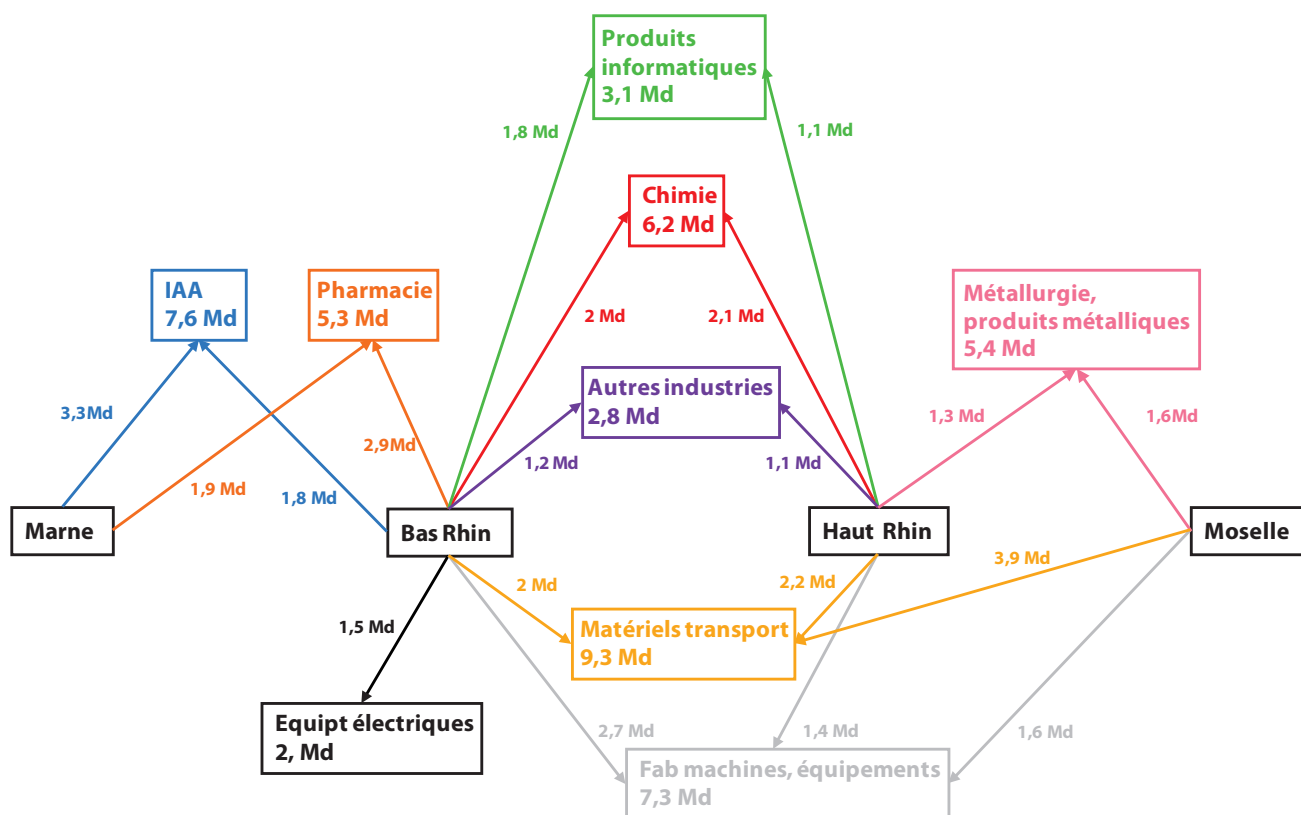 Produits
informatiques
3,1 Md
1,8 Md
1,1 Md
Chimie
6,2 Md
IAA
7,6 Md
Pharmacie
5,3 Md
2 Md
2,1 Md
Métallurgie,
produits métalliques
5,4 Md
Autres industries
2,8 Md
3,3Md
2,9Md
1,2 Md
1,1 Md
1,3 Md
1,6Md
1,9 Md
1,8 Md
Marne
Bas Rhin
Haut Rhin
Moselle
2 Md
2,2 Md
3,9 Md
1,5 Md
Matériels transport
9,3 Md
Equipt électriques
2, Md
2,7 Md
1,4 Md
1,6 Md
Fab machines, équipements
7,3 Md